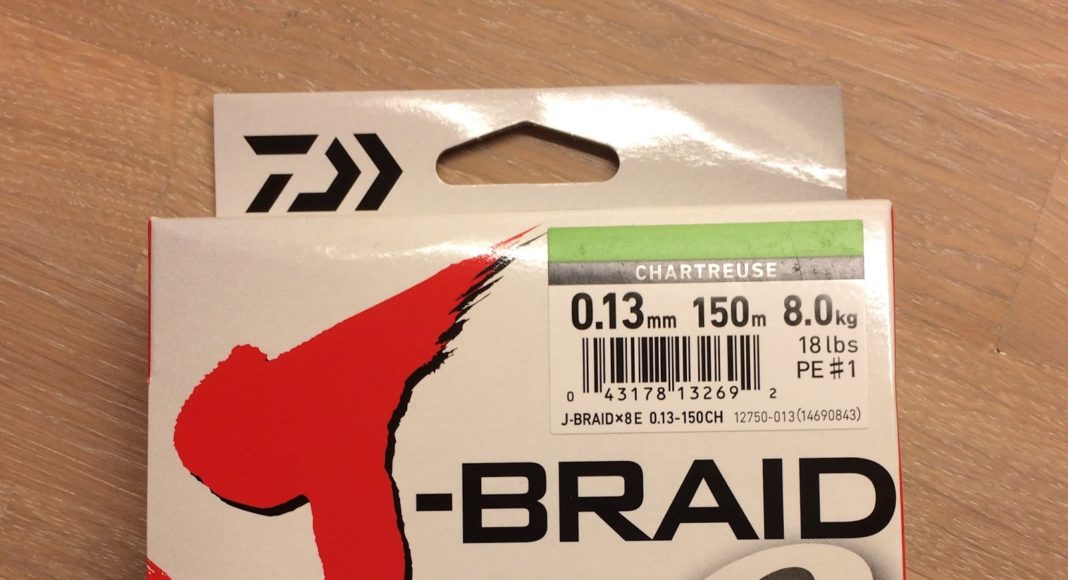 CHARTREUSE
0.13mm 150m 8.0kg
18 lbs
PE #1
0 43178 13269 2
J-BRAID×8E 0.13-150CH 12750-013(14690843)
J-BRAID